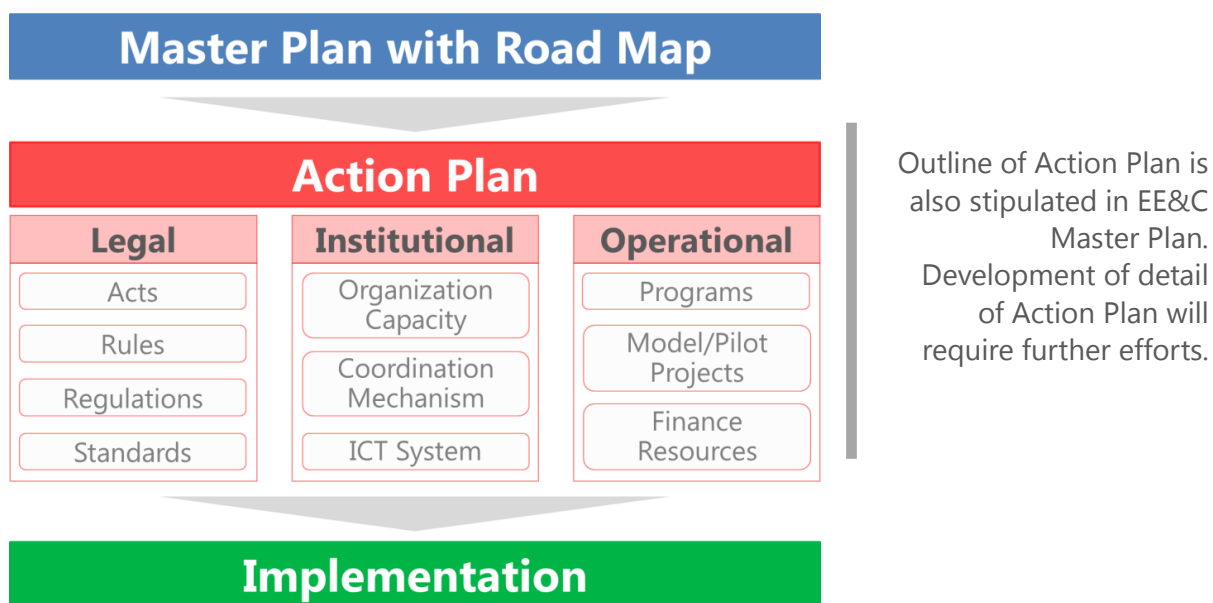 Master Plan with Road Map
Action Plan
Legal
Acts
Rules
Regulations
Standards
Institutional
Organization
Capacity
Coordination
Mechanism
ICT System
Operational
Programs
Model/Pilot
Projects
Finance
Resources
Outline of Action Plan is
also stipulated in EE&C
Master Plan.
Development of detail
of Action Plan will
require further efforts.
Implementation